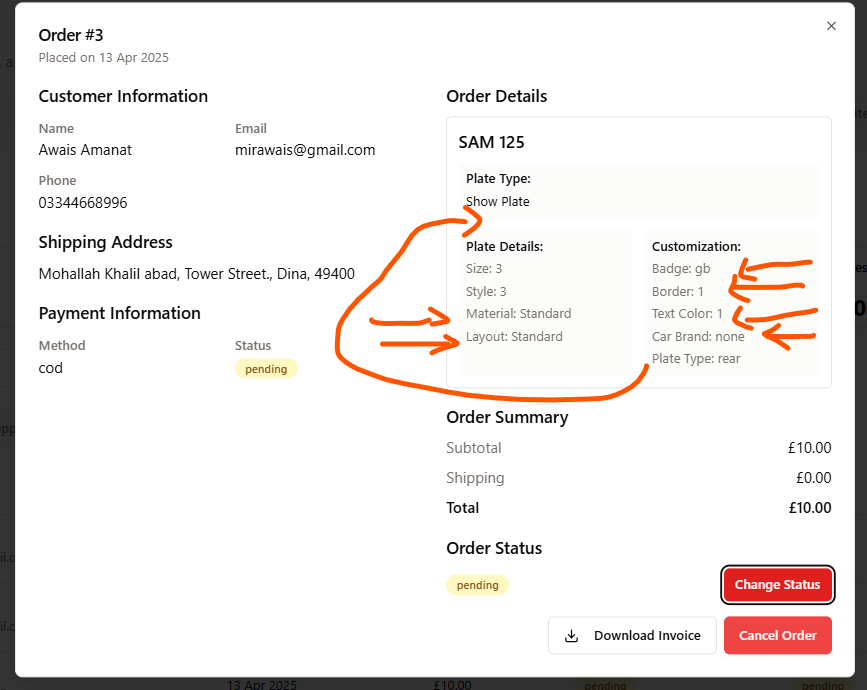 Order #3
Placed on 13 Apr 2025
Customer Information
Name
Email
Awais Amanat
mirawais@gmail.com
Phone
03344668996
Shipping Address
Mohallah Khalil abad, Tower Street., Dina, 49400
Payment Information
Method
Status
cod
pending
Order Details
SAM 125
Plate Type:
Show Plate
Plate Details:
Size: 3
Style: 3
Material: Standard
Layout: Standard
Customization:
Badge: gb
Border: 1
Text Color: 1
Car Brand: none
Plate Type: rear
Order Summary
Subtotal
£10.00
Shipping
£0.00
Total
£10.00
Order Status
pending
Change Status
Download Invoice
Cancel Order
13 Apr 2025
£10.00
pending
pending